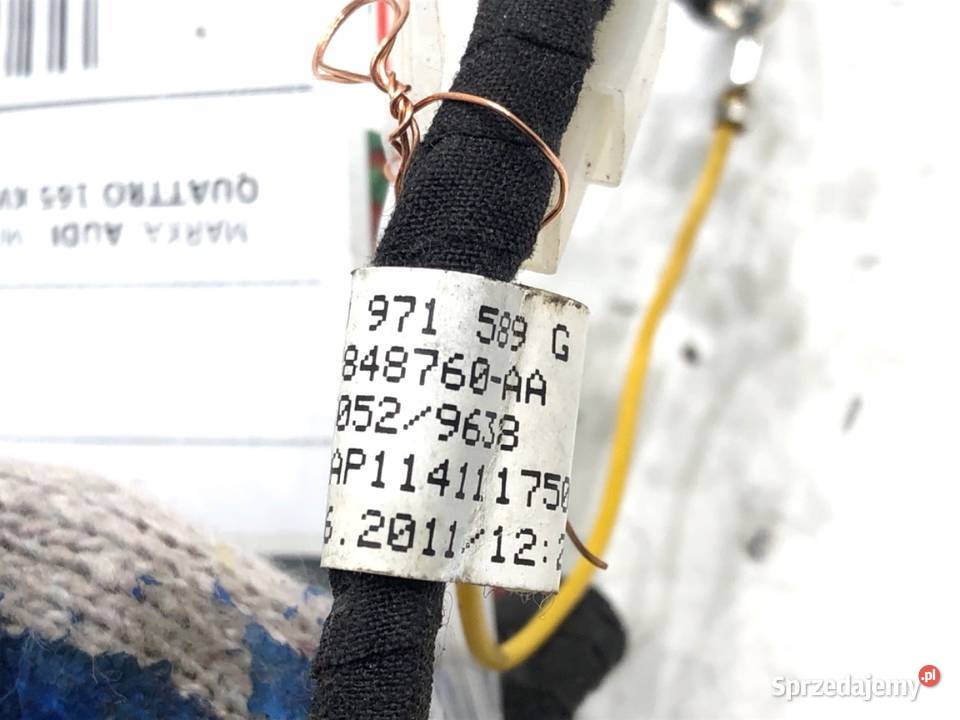 QUATTRO 165 KW
MARKA AUDI
971 589 G
848760-AA
052/9638
AP114111750
6.2011/12:2
Sprzedajemy.pl